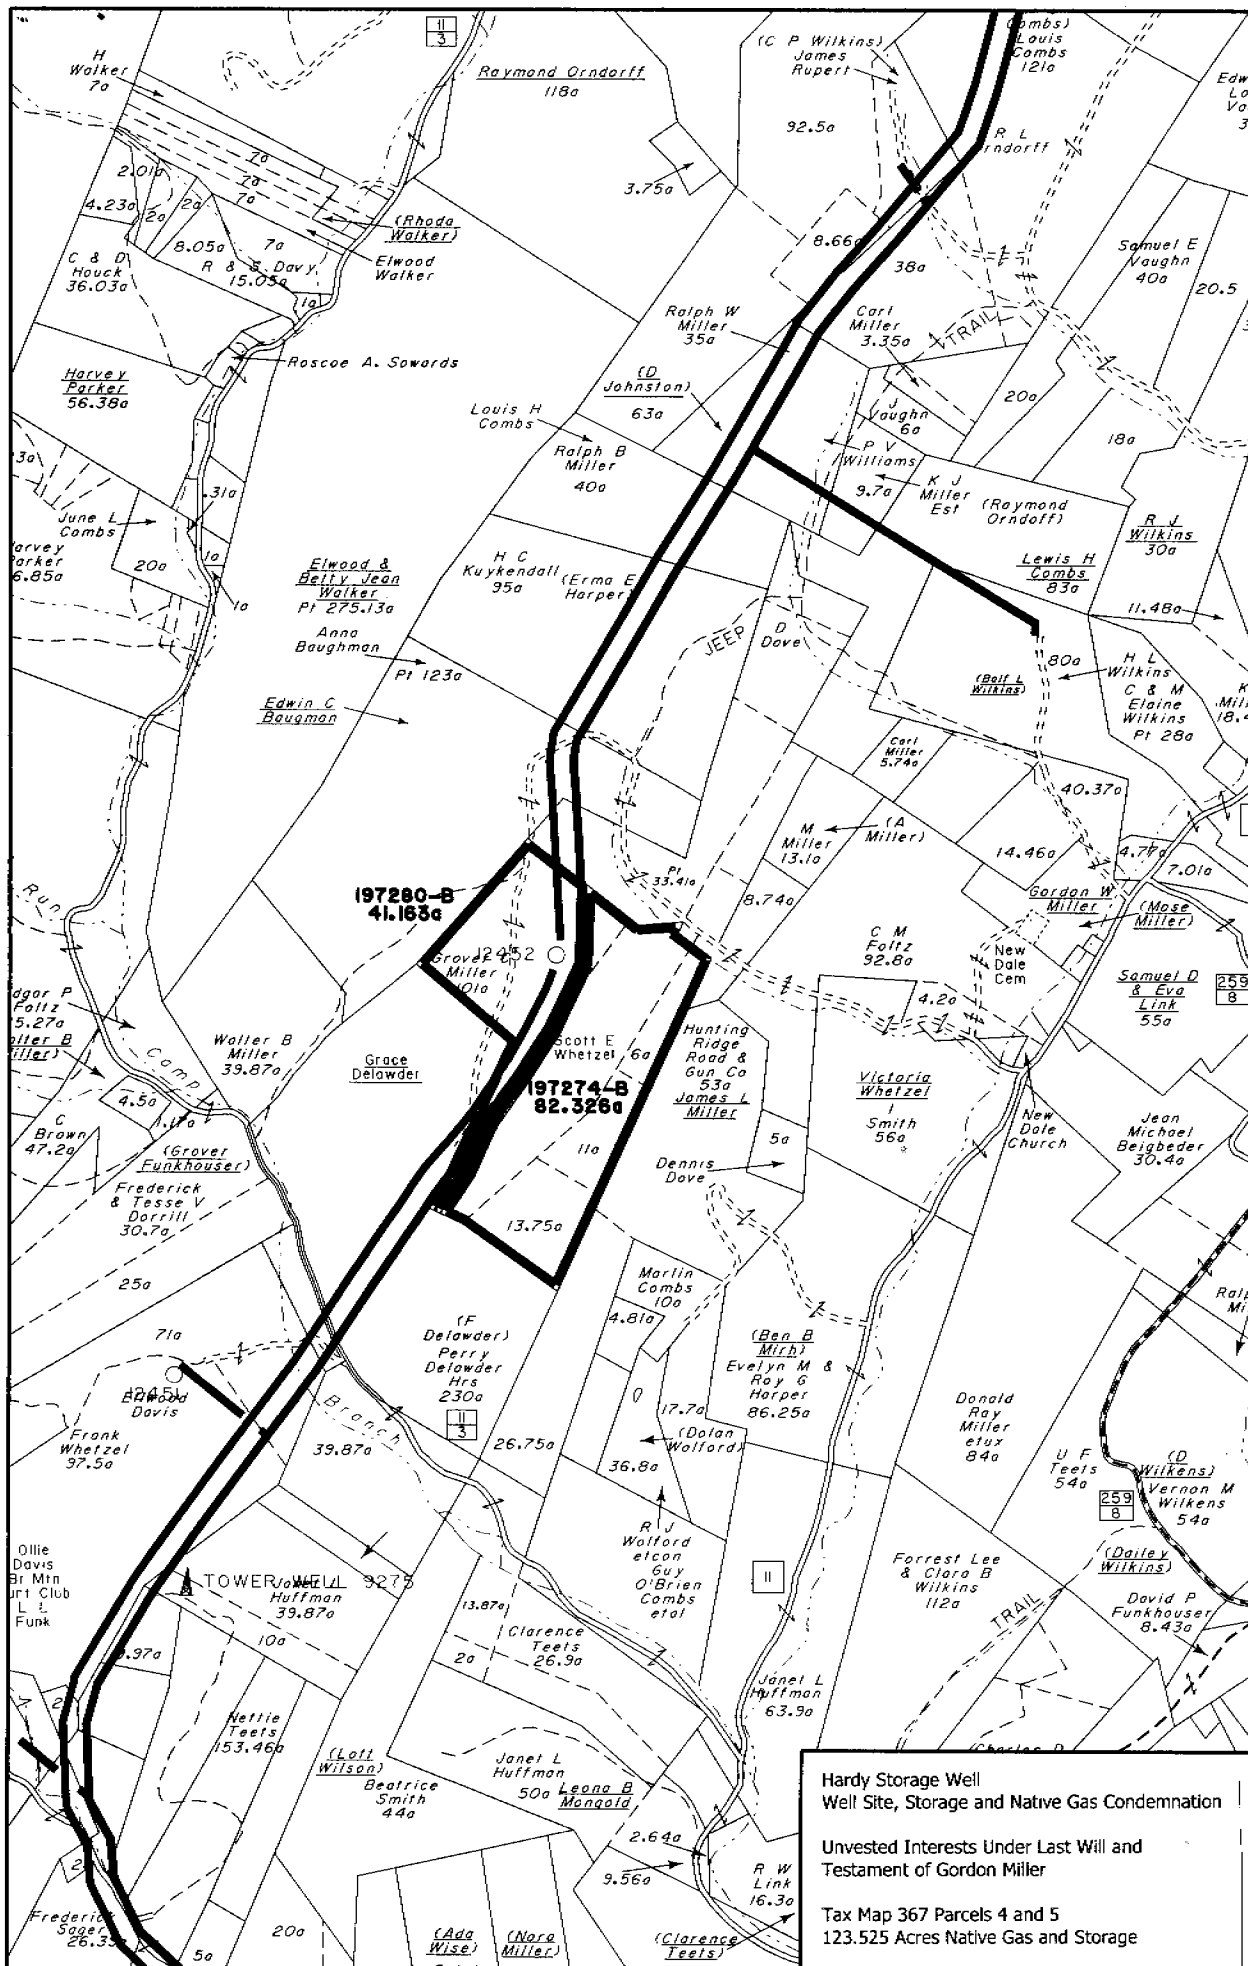 11
3
H
Walker
7a
Raymond Orndorff
118a
(C P Wilkins)
James
Rupert
92.5a
Louis
Combs
121a
R L
3.75a
7a
7a
7a
2.01a
4.23a
2a
2a
8.05a
7a
(Rhoda
Walker)
Elwood
Walker
C & D
Houck
36.03a
R & S Davy
15.05a
1a
8.66a
38a
Samuel E
Vaughn
40a
20.5
Ralph W
Miller
35a
Carl
Miller
3.35a
TRAIL
Roscoe A. Sowards
Harvey
Parker
56.38a
(D
Johnston)
63a
Louis H
Combs
Ralph B
Miller
40a
J
Vaughn
6a
20a
18a
P V
Williams
9.7a
K J
Miller
Est
(Raymond
Orndoff)
R J
Wilkins
30a
.31a
June L
Combs
20a
1a
1a
Elwood &
Betty Jean
Walker
Pt 275.13a
H C
Kuykendall
95a
(Erma E
Harper)
Lewis H
Combs
83a
11.48a
Anna
Baughman
Pt 123a
JEEP
D
Dove
80a
H L
Wilkins
(Bolf L
Wilkins)
C & M
Elaine
Wilkins
Pt 28a
Edwin C
Baugman
Carl
Miller
5.74a
40.37a
M
Miller
13.1a
(A
Miller)
14.46a
4.77a
7.01a
Run
197280-B
41.163a
Pt
33.41a
8.74a
Gordon W
Miller
(Mose
Miller)
12452
Grover C
Miller
101a
C M
Foltz
92.8a
New
Dale
Cem
Samuel D
& Eva
Link
55a
259
8
4.2a
Camp
Walter B
Miller
39.87a
Grace
Delawder
Scott E
Whetzel
6a
Hunting
Ridge
Road &
Gun Co
53a
James L
Miller
197274-B
82.326a
Victoria
Whetzel
Smith
56a
New
Dale
Church
4.5a
1.17a
C
Brown
47.2a
(Grover
Funkhouser)
11a
5a
Dennis
Dove
Jean
Michael
Beigbeder
30.4a
Frederick
& Tesse V
Dorrill
30.7a
13.75a
25a
Marlin
Combs
10a
4.81a
71a
(F
Delawder)
Perry
Delawder
Hrs
230a
11
3
(Ben B
Mirh)
Evelyn M &
Roy G
Harper
86.25a
12451
Ellwood
Davis
Branch
Frank
Whetzel
97.5a
39.87a
26.75a
17.7a
(Dolan
Wolford)
36.8a
Donald
Ray
Miller
etux
84a
U F
Teets
54a
(D
Wilkens)
Vernon M
Wilkens
54a
259
8
R J
Wolford
etcon
Guy
O'Brien
Combs
etal
11
Ollie
Davis
Br Mtn
L L
Funk
TOWER WELL 9275
Huffman
39.87a
Forrest Lee
& Clara B
Wilkins
112a
(Dailey
Wilkins)
TRAIL
David P
Funkhouser
8.43a
13.87a
10a
Clarence
Teets
26.9a
2a
Janet L
Huffman
63.9a
Nettie
Teets
153.46a
(Loft
Wilson)
Beatrice
Smith
44a
Janet L
Huffman
50a
Leona B
Mongold
2.64a
9.56a
R W
Link
16.3a
Sager
5a
20a
(Ada
Wise)
(Nora
Miller)
(Clarence
Teets)
Hardy Storage Well
Well Site, Storage and Native Gas Condemnation
Unvested Interests Under Last Will and
Testament of Gordon Miller
Tax Map 367 Parcels 4 and 5
123.525 Acres Native Gas and Storage